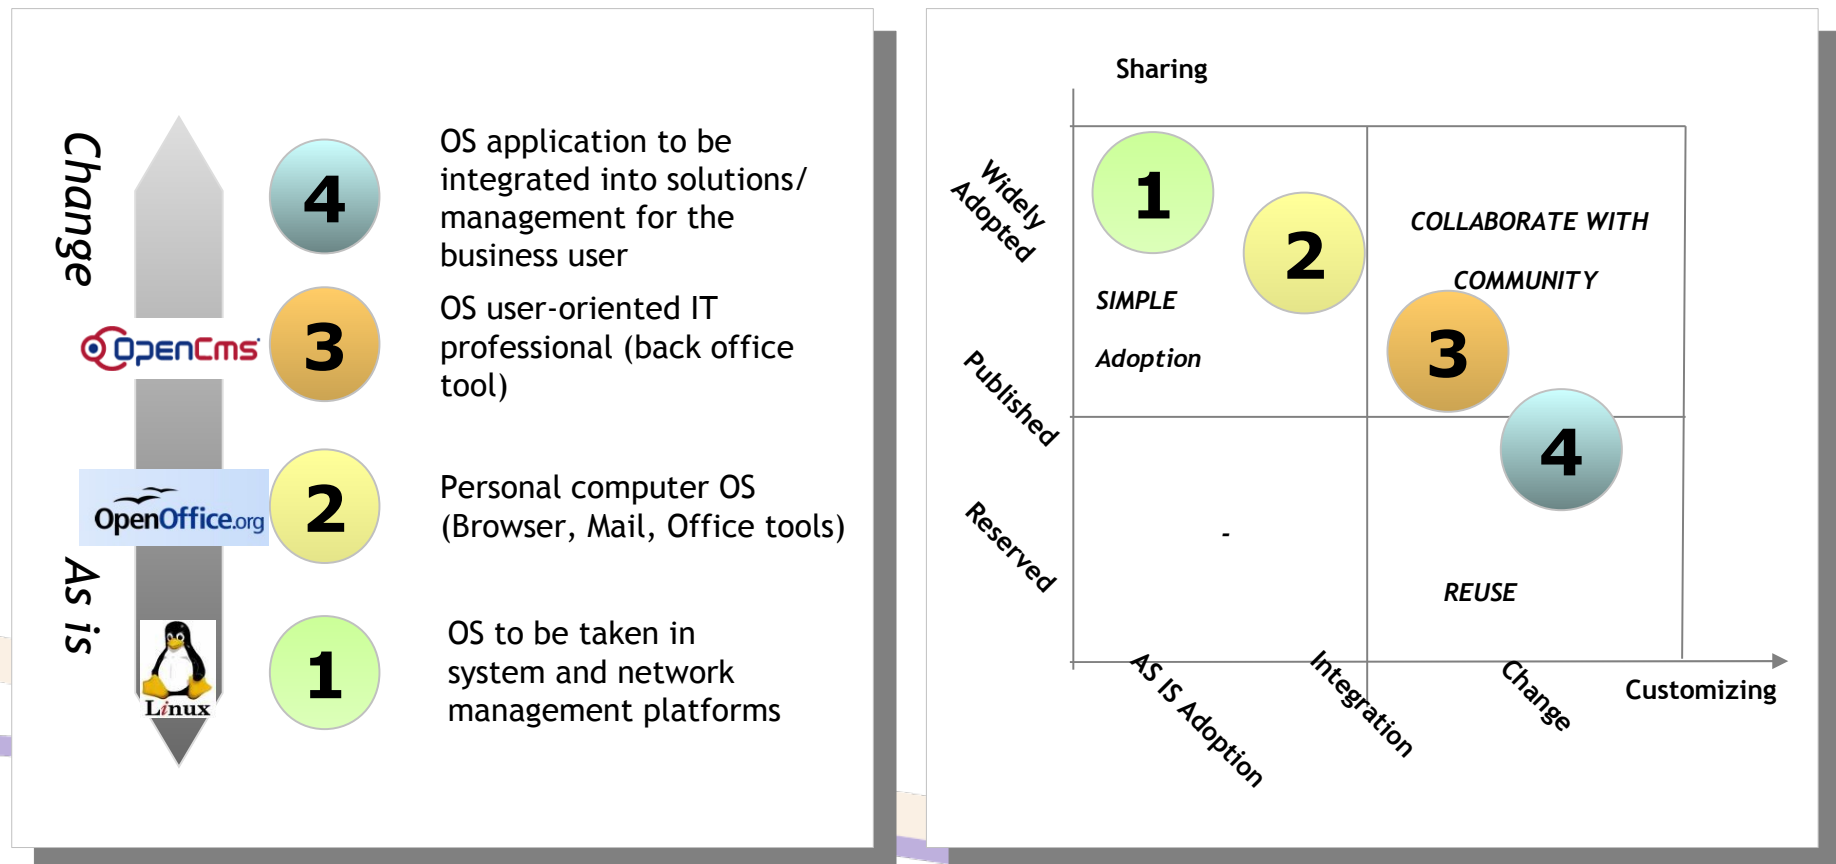 Change
4
OS application to be
integrated into solutions/
management for the
business user
OpenCms
3
OS user-oriented IT
professional (back office
tool)
OpenOffice.org
2
Personal computer OS
(Browser, Mail, Office tools)
As is
Linux
1
OS to be taken in
system and network
management platforms
Sharing
Widely
Adopted
1
2
COLLABORATE WITH
COMMUNITY
SIMPLE
Adoption
3
Published
4
Reserved
-
REUSE
AS IS Adoption
Integration
Change
Customizing